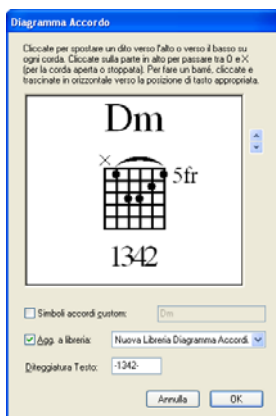 Diagramma Accordo
Cliccate per spostare un dito verso l'alto o verso il basso su
ogni corda. Cliccate sulla parte in alto per passare tra O e X
(per la corda aperta o stoppata). Per fare un barré, cliccate e
trascinate in orizzontale verso la posizione di tasto appropriata.
Dm
×
5fr
1342
Simboli accordi custom: Dm
Agg. a libreria: Nuova Libreria Diagramma Accordi.
Diteggiatura Testo: -1342-
Annulla OK